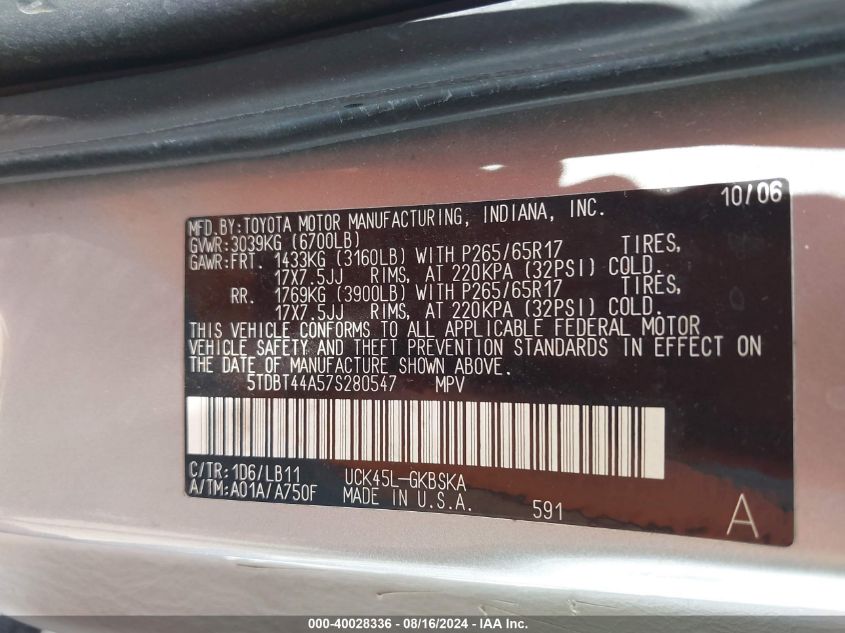 MFD.BY:TOYOTA MOTOR MANUFACTURING, INDIANA, INC. 10/06
GVWR:3039KG (6700LB)
GAWR:FRT. 1433KG (3160LB) WITH P265/65R17 TIRES,
17X7.5JJ RIMS, AT 220KPA (32PSI) COLD.
RR. 1769KG (3900LB) WITH P265/65R17 TIRES,
17X7.5JJ RIMS, AT 220KPA (32PSI) COLD.
THIS VEHICLE CONFORMS TO ALL APPLICABLE FEDERAL MOTOR
VEHICLE SAFETY AND THEFT PREVENTION STANDARDS IN EFFECT ON
THE DATE OF MANUFACTURE SHOWN ABOVE.
5TDBT44A57S280547 MPV
C/TR:1D6/LB11 UCK45L-GKBSKA
A/TM:A01A/A750F MADE IN U.S.A. 591 A
000-40028336 - 08/16/2024 - IAAI.COM